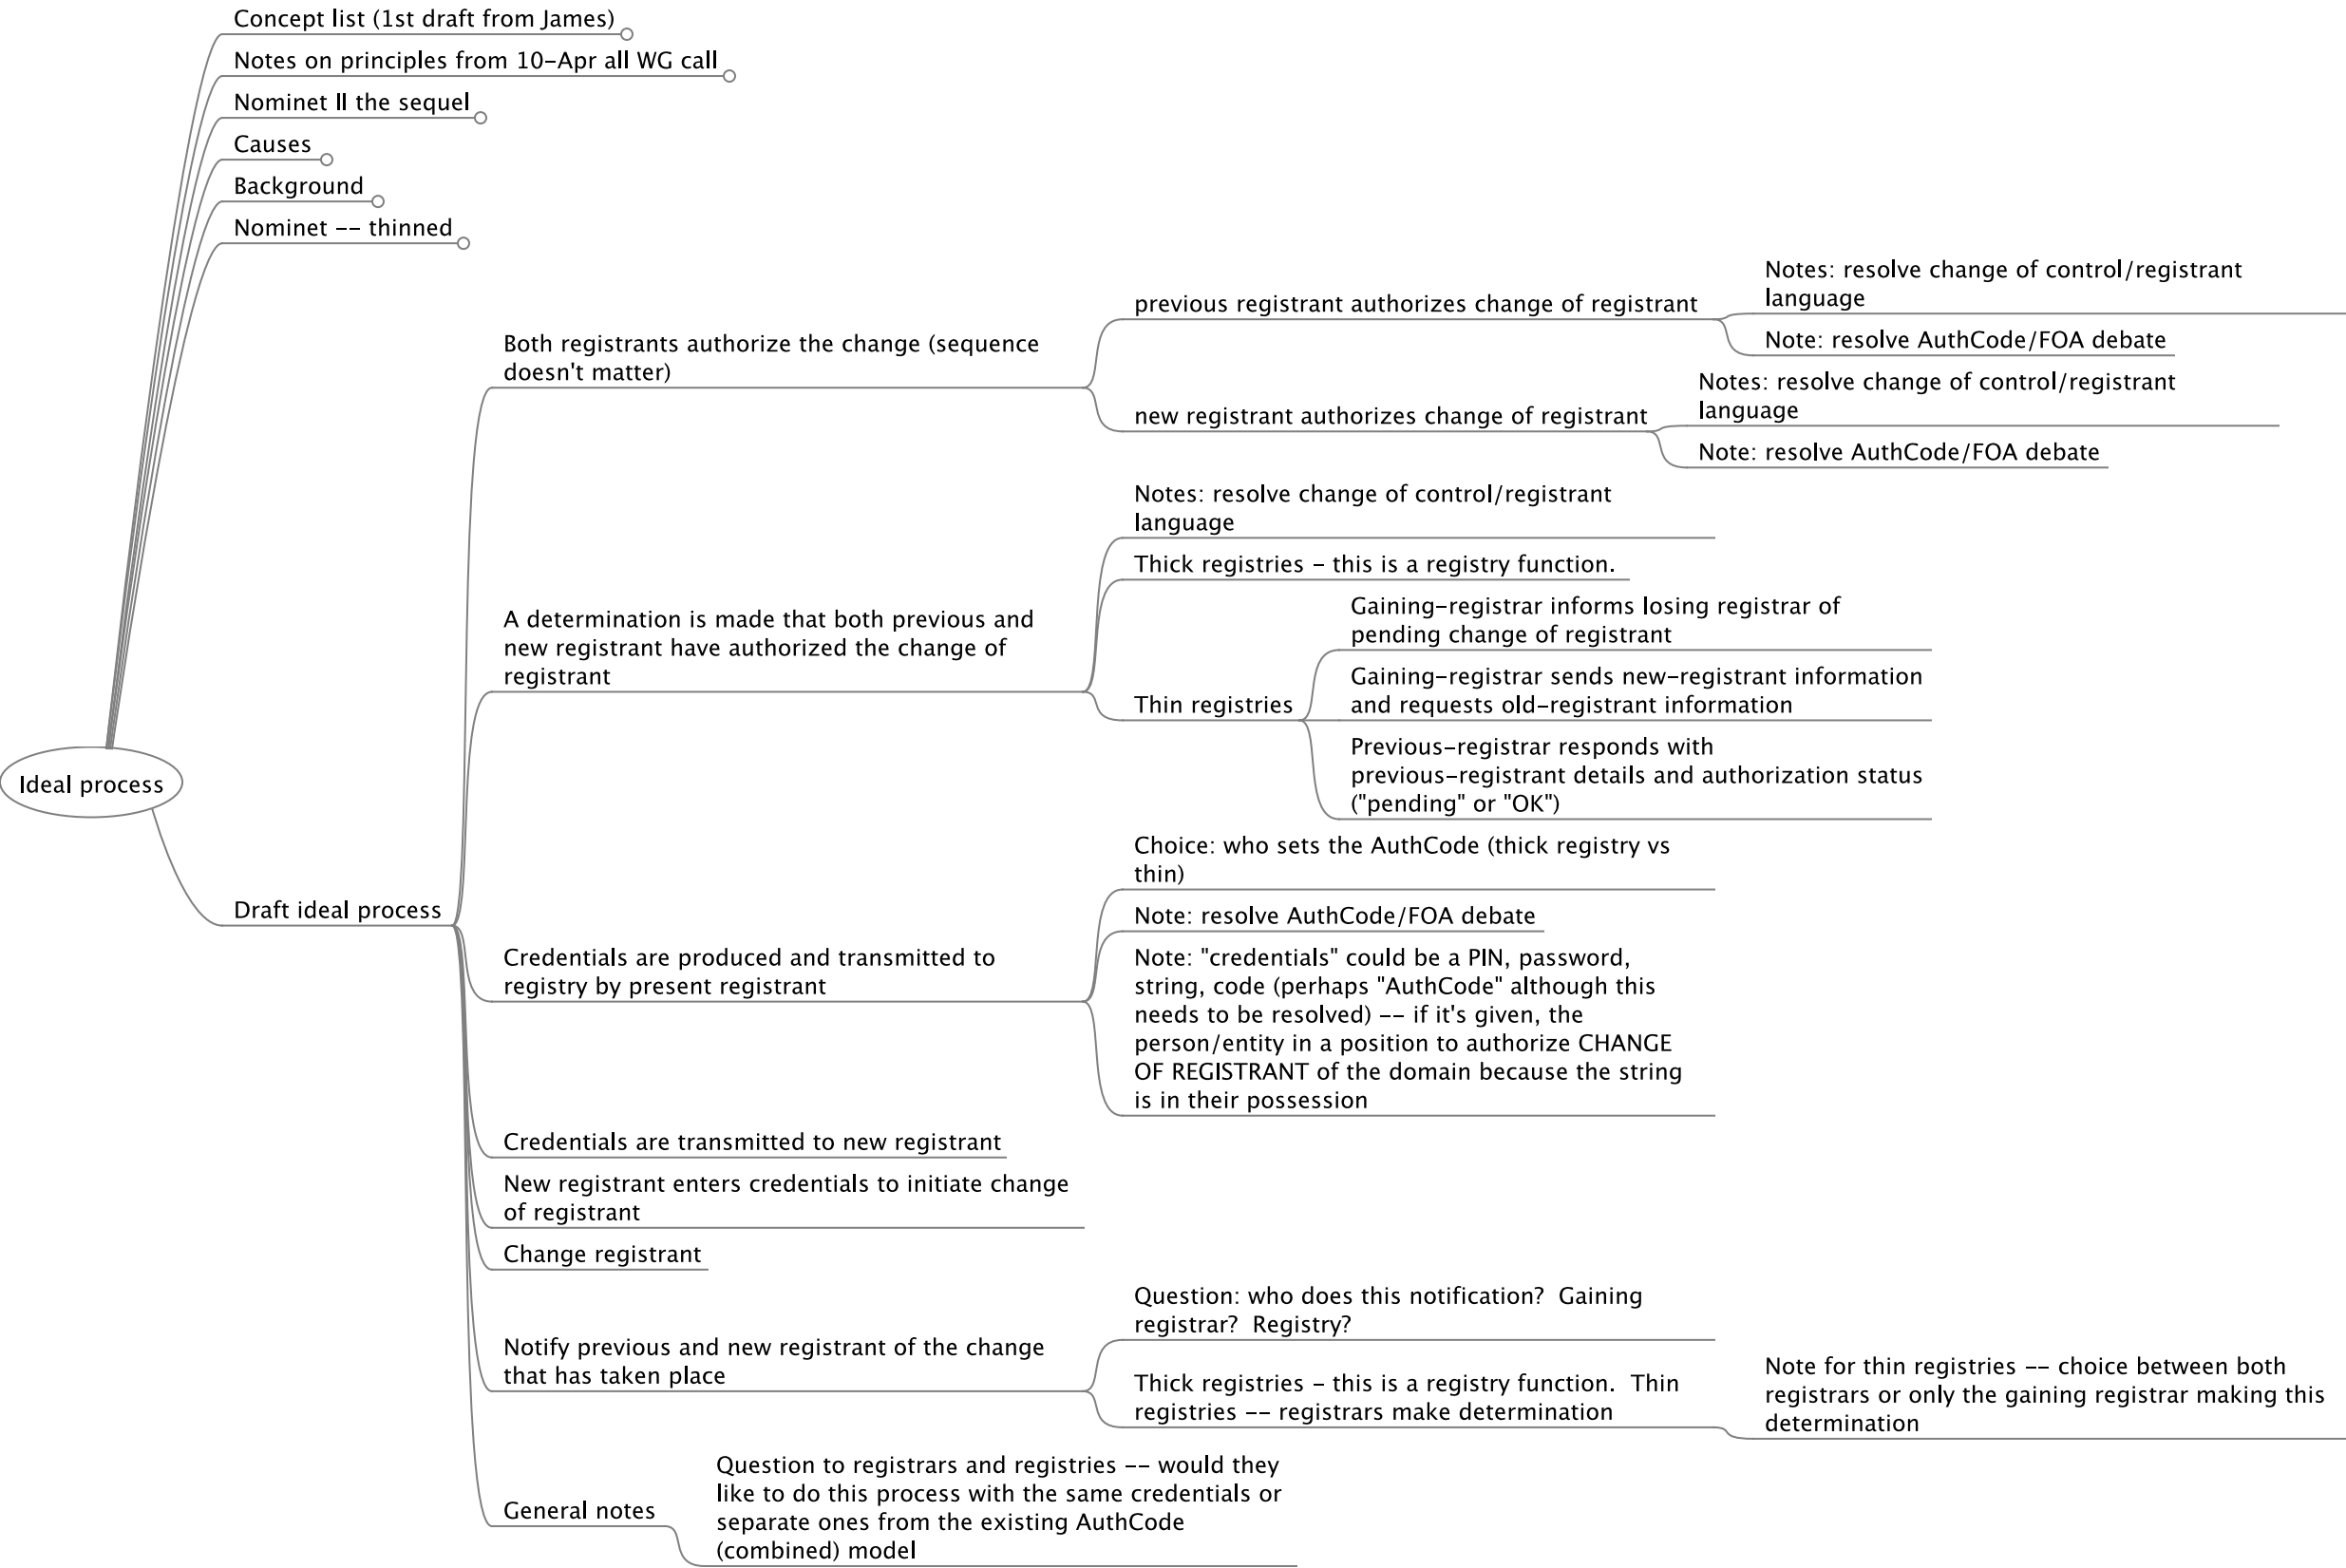 Concept list (1st draft from James)
Notes on principles from 10-Apr all WG call
Nominet II the sequel
Causes
Background
Nominet -- thinned
Ideal process
Draft ideal process
Both registrants authorize the change (sequence
doesn't matter)
previous registrant authorizes change of registrant
Notes: resolve change of control/registrant
language
Note: resolve AuthCode/FOA debate
new registrant authorizes change of registrant
Notes: resolve change of control/registrant
language
Note: resolve AuthCode/FOA debate
A determination is made that both previous and
new registrant have authorized the change of
registrant
Notes: resolve change of control/registrant
language
Thick registries - this is a registry function.
Thin registries
Gaining-registrar informs losing registrar of
pending change of registrant
Gaining-registrar sends new-registrant information
and requests old-registrant information
Previous-registrar responds with
previous-registrant details and authorization status
("pending" or "OK")
Credentials are produced and transmitted to
registry by present registrant
Choice: who sets the AuthCode (thick registry vs
thin)
Note: resolve AuthCode/FOA debate
Note: "credentials" could be a PIN, password,
string, code (perhaps "AuthCode" although this
needs to be resolved) -- if it's given, the
person/entity in a position to authorize CHANGE
OF REGISTRANT of the domain because the string
is in their possession
Credentials are transmitted to new registrant
New registrant enters credentials to initiate change
of registrant
Change registrant
Notify previous and new registrant of the change
that has taken place
Question: who does this notification?  Gaining
registrar?  Registry?
Thick registries - this is a registry function.  Thin
registries -- registrars make determination
Note for thin registries -- choice between both
registrars or only the gaining registrar making this
determination
General notes
Question to registrars and registries -- would they
like to do this process with the same credentials or
separate ones from the existing AuthCode
(combined) model